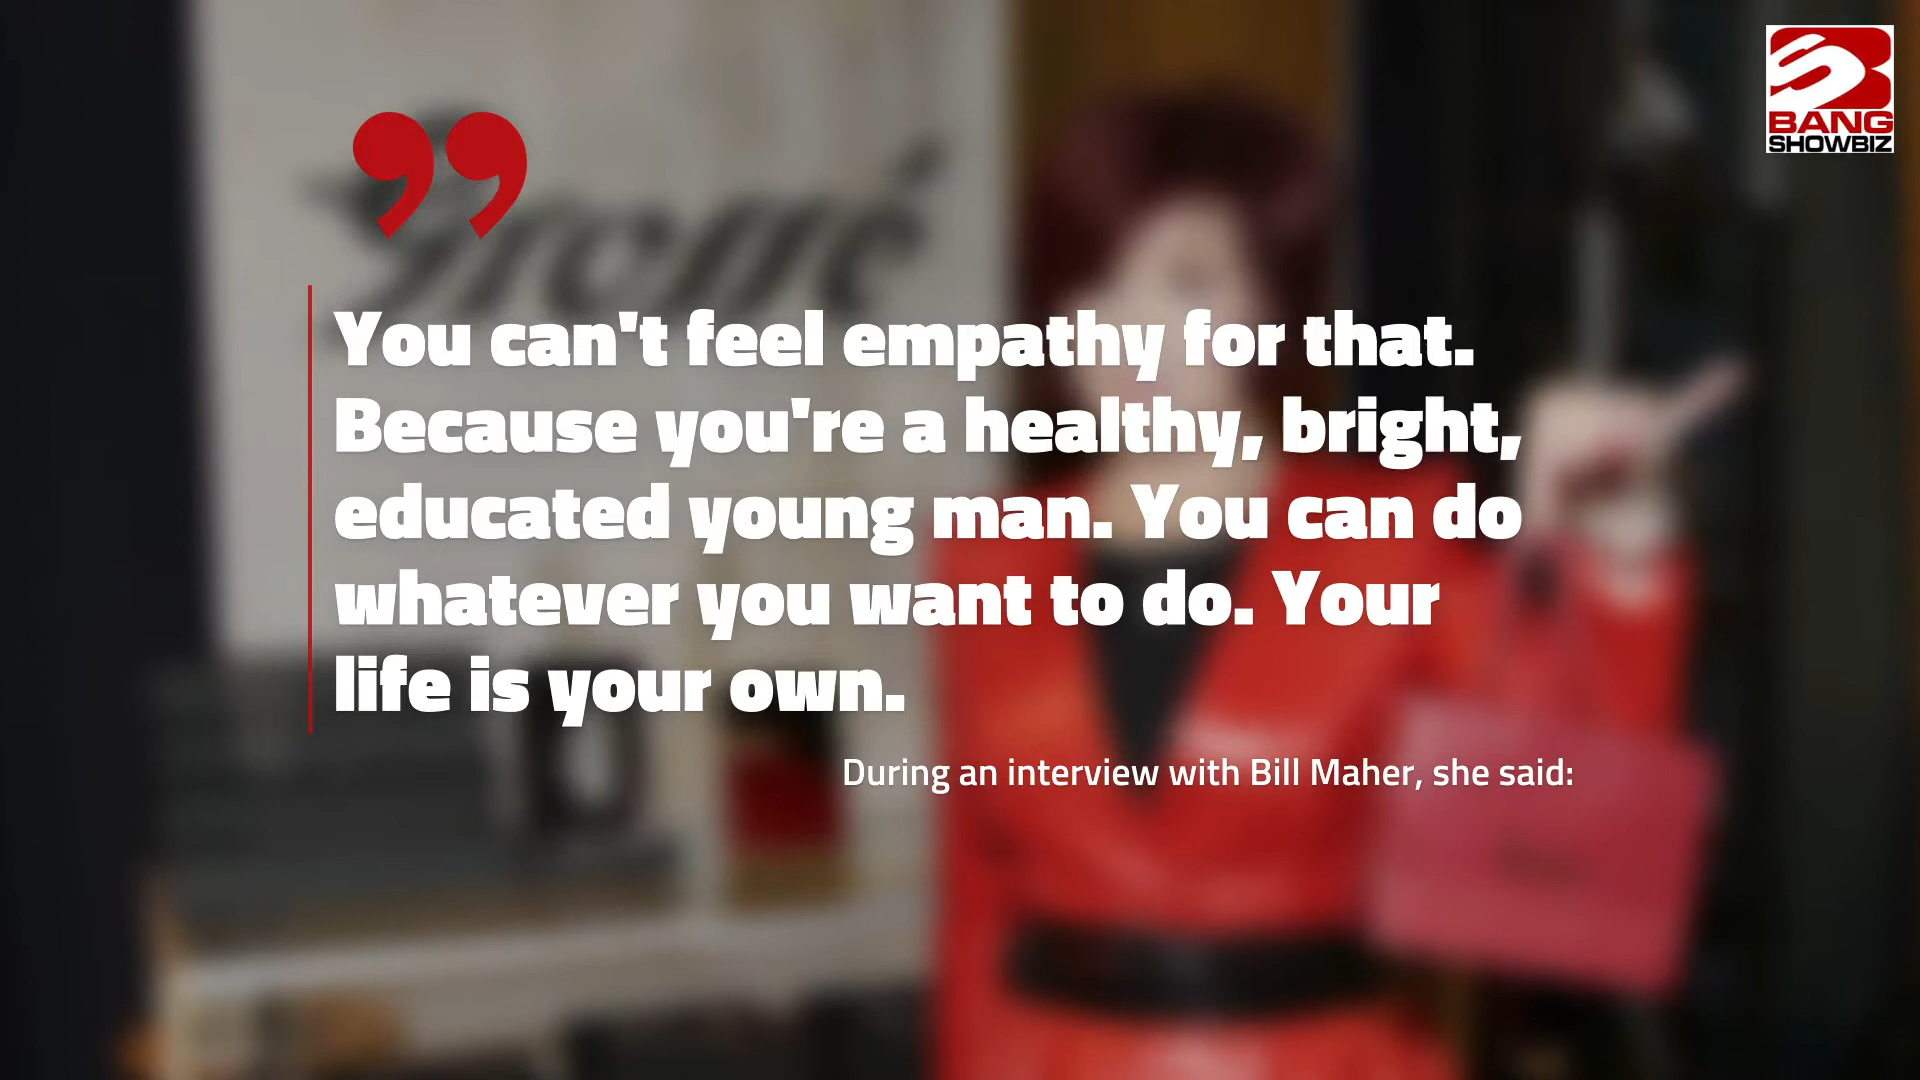 BANG
SHOWBIZ
You can't feel empathy for that.
Because you're a healthy, bright,
educated young man. You can do
whatever you want to do. Your
life is your own.
During an interview with Bill Maher, she said: